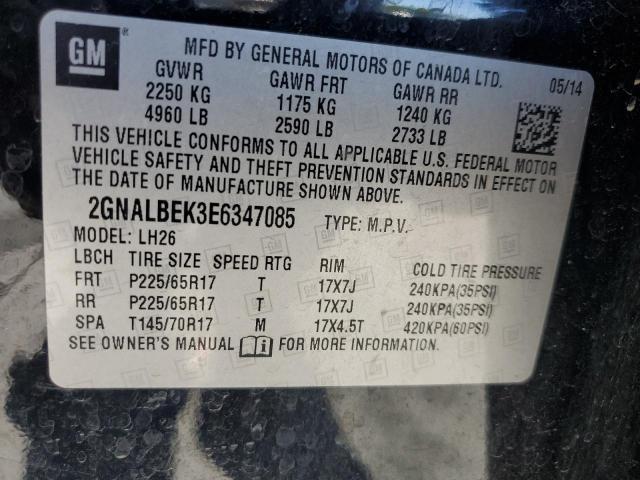 GM ®
MFD BY GENERAL MOTORS OF CANADA LTD.
05/14
GVWR GAWR FRT GAWR RR
2250 KG 1175 KG 1240 KG
4960 LB 2590 LB 2733 LB
THIS VEHICLE CONFORMS TO ALL APPLICABLE U.S. FEDERAL MOTOR
VEHICLE SAFETY AND THEFT PREVENTION STANDARDS IN EFFECT ON
THE DATE OF MANUFACTURE SHOWN ABOVE.
2GNALBEK3E6347085 TYPE: M.P.V.
MODEL: LH26
LBCH TIRE SIZE SPEED RTG RIM COLD TIRE PRESSURE
FRT P225/65R17 T 17X7J 240KPA(35PSI)
RR P225/65R17 T 17X7J 240KPA(35PSI)
SPA T145/70R17 M 17X4.5T 420KPA(60PSI)
SEE OWNER'S MANUAL FOR MORE INFORMATION.